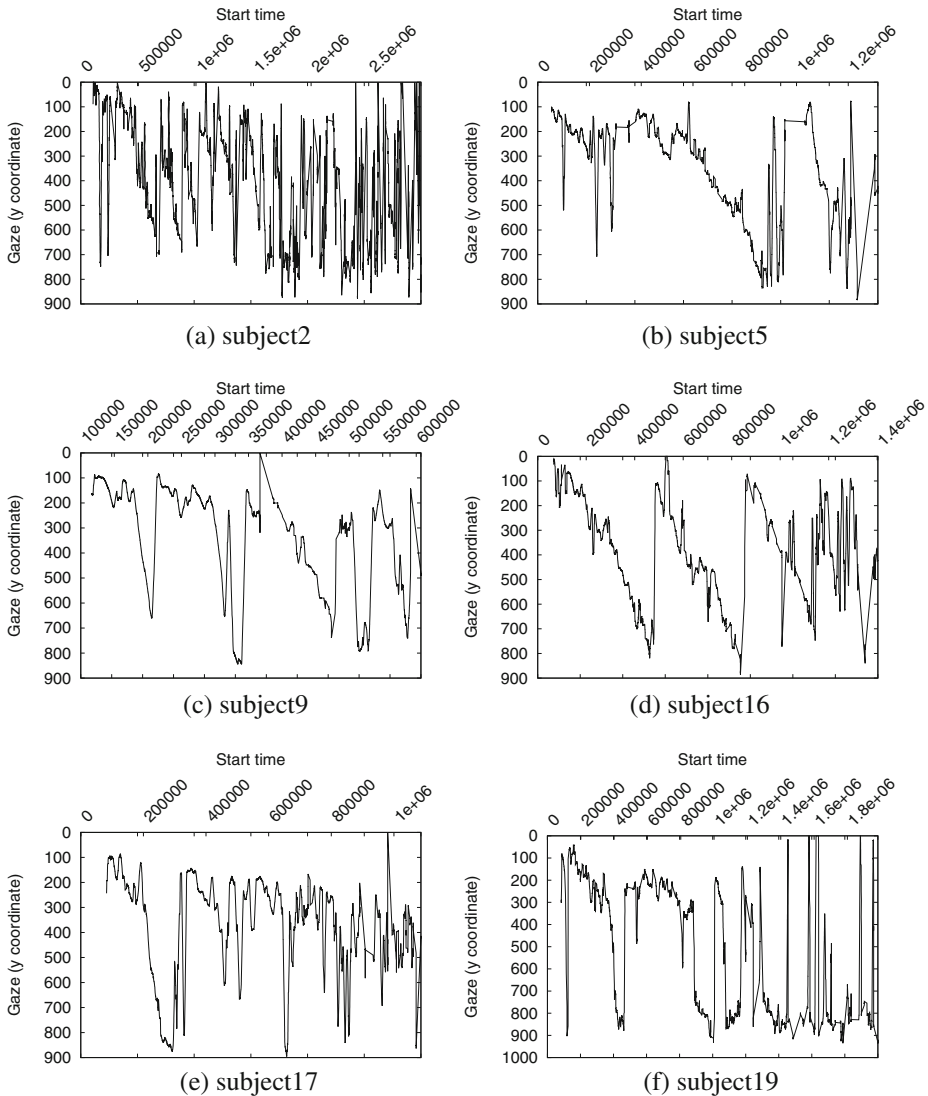 Start time
0 500000 1e+06 1.5e+06 2e+06 2.5e+06
Gaze (y coordinate)
0
100
200
300
400
500
600
700
800
900
(a) subject2
Start time
0 200000 400000 600000 800000 1e+06 1.2e+06
Gaze (y coordinate)
0
100
200
300
400
500
600
700
800
900
(b) subject5
Start time
100000 150000 200000 250000 300000 350000 400000 450000 500000 550000 600000
Gaze (y coordinate)
0
100
200
300
400
500
600
700
800
900
(c) subject9
Start time
0 200000 400000 600000 800000 1e+06 1.2e+06 1.4e+06
Gaze (y coordinate)
0
100
200
300
400
500
600
700
800
900
(d) subject16
Start time
0 200000 400000 600000 800000 1e+06
Gaze (y coordinate)
0
100
200
300
400
500
600
700
800
900
(e) subject17
Start time
0 200000 400000 600000 800000 1e+06 1.2e+06 1.4e+06 1.6e+06 1.8e+06
Gaze (y coordinate)
0
100
200
300
400
500
600
700
800
900
1000
(f) subject19